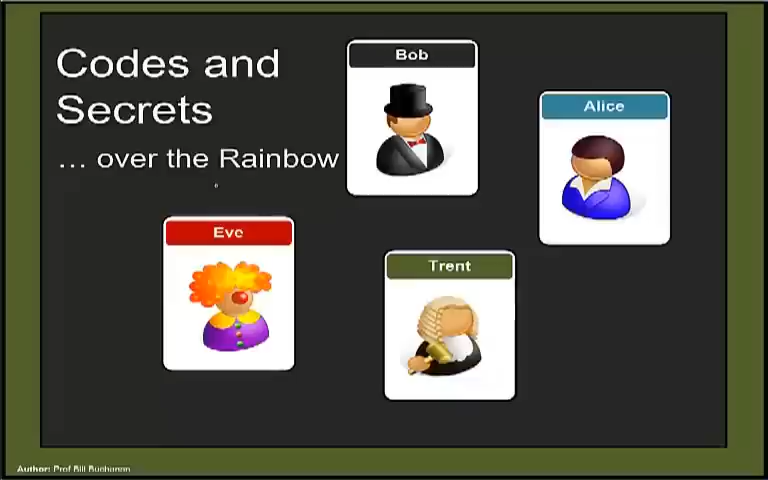 Codes and
Secrets
... over the Rainbow
Bob
Alice
Eve
Trent
Author: Prof Bill Buchanan